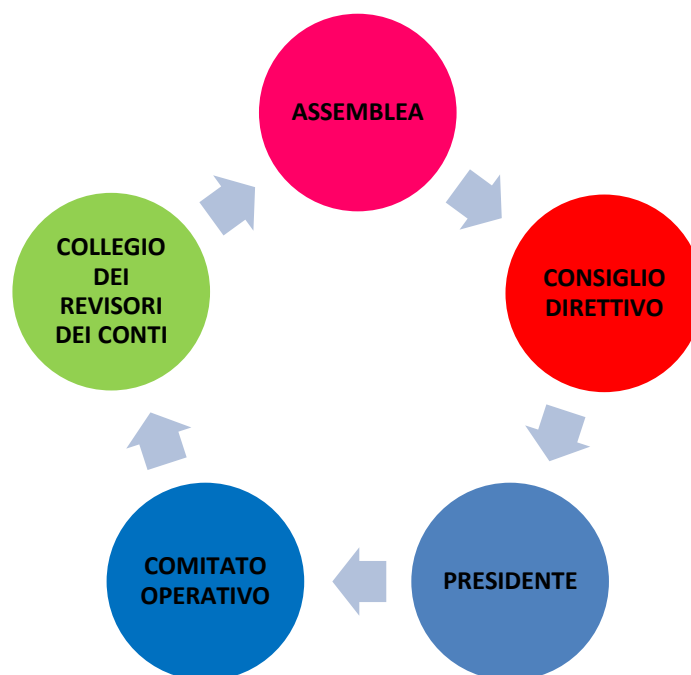 ASSEMBLEA
CONSIGLIO
DIRETTIVO
PRESIDENTE
COMITATO
OPERATIVO
COLLEGIO
DEI
REVISORI
DEI CONTI